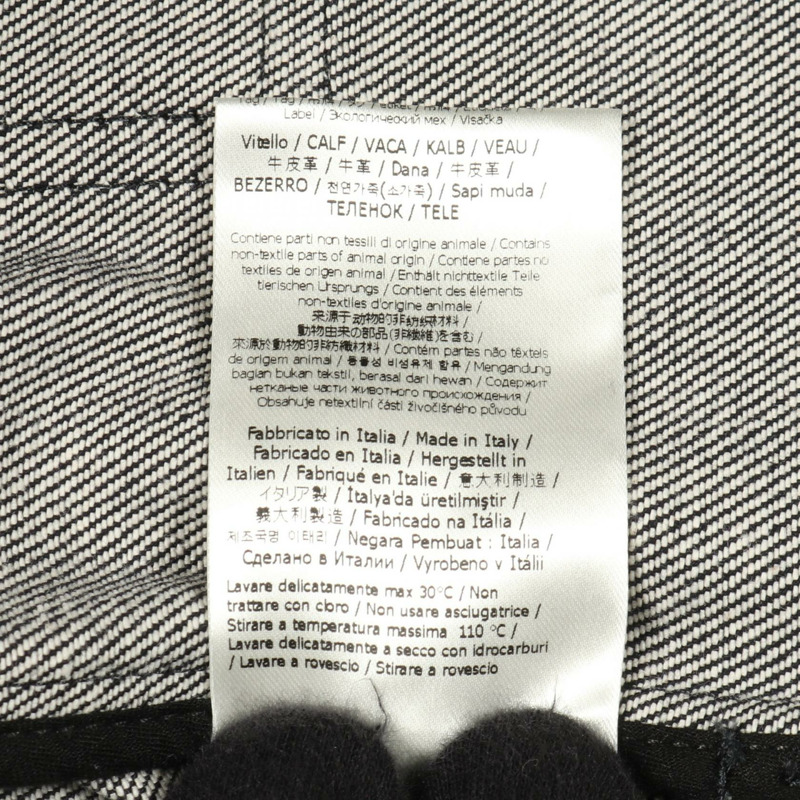 Label / Экологический мех / Visačka
Vitello / CALF / VACA / KALB / VEAU /
牛皮革 / 牛革 / Dana / 牛皮革 /
BEZERRO / 천연가죽(소가죽) / Sapi muda /
ТЕЛЕНОК / TELE
Contiene parti non tessili di origine animale / Contains
non-textile parts of animal origin / Contiene partes no
textiles de origen animal / Enthält nichttextile Teile
tierischen Ursprungs / Contient des éléments
non-textiles d'origine animale /
来源于动物的非纺织材料 /
動物由来の部品(非繊維)を含む /
來源於動物的非紡織材料 / Contém partes não têxteis
de origem animal / 동물성 비섬유제 함유 / Mengandung
bagian bukan tekstil, berasal dari hewan / Содержит
нетканые части животного происхождения /
Obsahuje netextilní části živočišného původu
Fabbricato in Italia / Made in Italy /
Fabricado en Italia / Hergestellt in
Italien / Fabriqué en Italie / 意大利制造 /
イタリア製 / İtalya'da üretilmiştir /
義大利製造 / Fabricado na Itália /
제조국명 이태리 / Negara Pembuat : Italia /
Сделано в Италии / Vyrobeno v Itálii
Lavare delicatamente max 30°C / Non
trattare con cloro / Non usare asciugatrice /
Stirare a temperatura massima 110 °C /
Lavare delicatamente a secco con idrocarburi
/ Lavare a rovescio / Stirare a rovescio